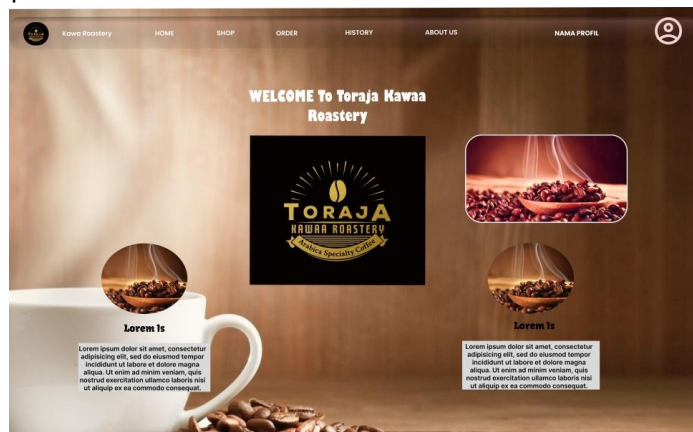 Kawa Roastery
HOME
SHOP
ORDER
HISTORY
ABOUT US
NAMA PROFIL
WELCOME To Toraja Kawaa
Roastery
TORAJA
KAWAA ROASTERY
Arabica Specialty Coffee
Lorem Is
Lorem ipsum dolor sit amet, consectetur
adipisicing elit, sed do eiusmod tempor
incididunt ut labore et dolore magna
aliqua. Ut enim ad minim veniam, quis
nostrud exercitation ullamco laboris nisi
ut aliquip ex ea commodo consequat.
Lorem Is
Lorem ipsum dolor sit amet, consectetur
adipisicing elit, sed do eiusmod tempor
incididunt ut labore et dolore magna
aliqua. Ut enim ad minim veniam, quis
nostrud exercitation ullamco laboris nisi
ut aliquip ex ea commodo consequat.